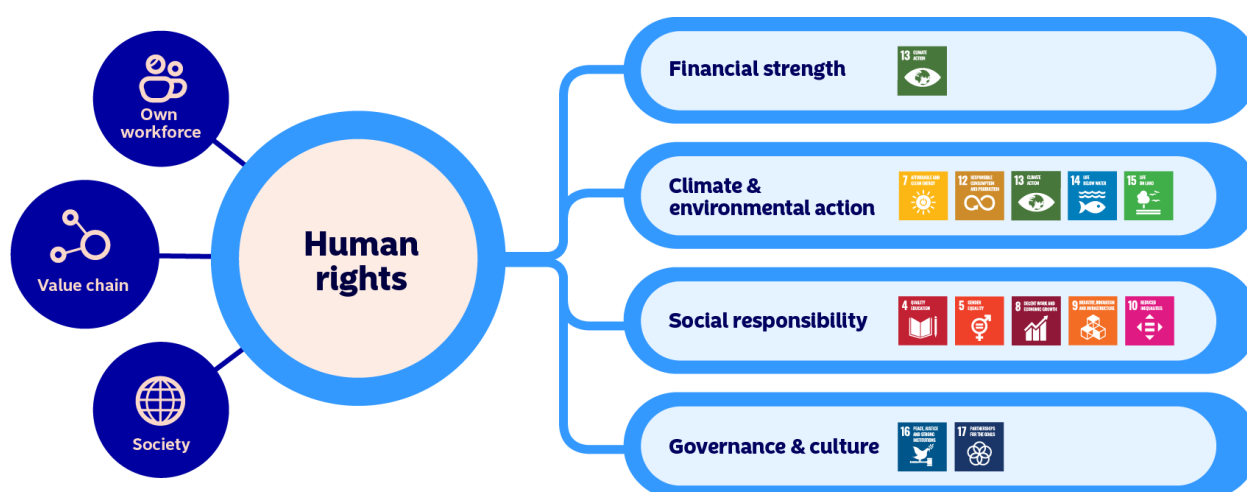 Own
workforce
Value chain
Society
Human
rights
Financial strength
13 CLIMATE
ACTION
Climate &
environmental action
7 AFFORDABLE AND
CLEAN ENERGY
12 RESPONSIBLE
CONSUMPTION
AND PRODUCTION
13 CLIMATE
ACTION
14 LIFE
BELOW WATER
15 LIFE
ON LAND
Social responsibility
4 QUALITY
EDUCATION
5 GENDER
EQUALITY
8 DECENT WORK AND
ECONOMIC GROWTH
9 INDUSTRY, INNOVATION
AND INFRASTRUCTURE
10 REDUCED
INEQUALITIES
Governance & culture
16 PEACE, JUSTICE
AND STRONG
INSTITUTIONS
17 PARTNERSHIPS
FOR THE GOALS